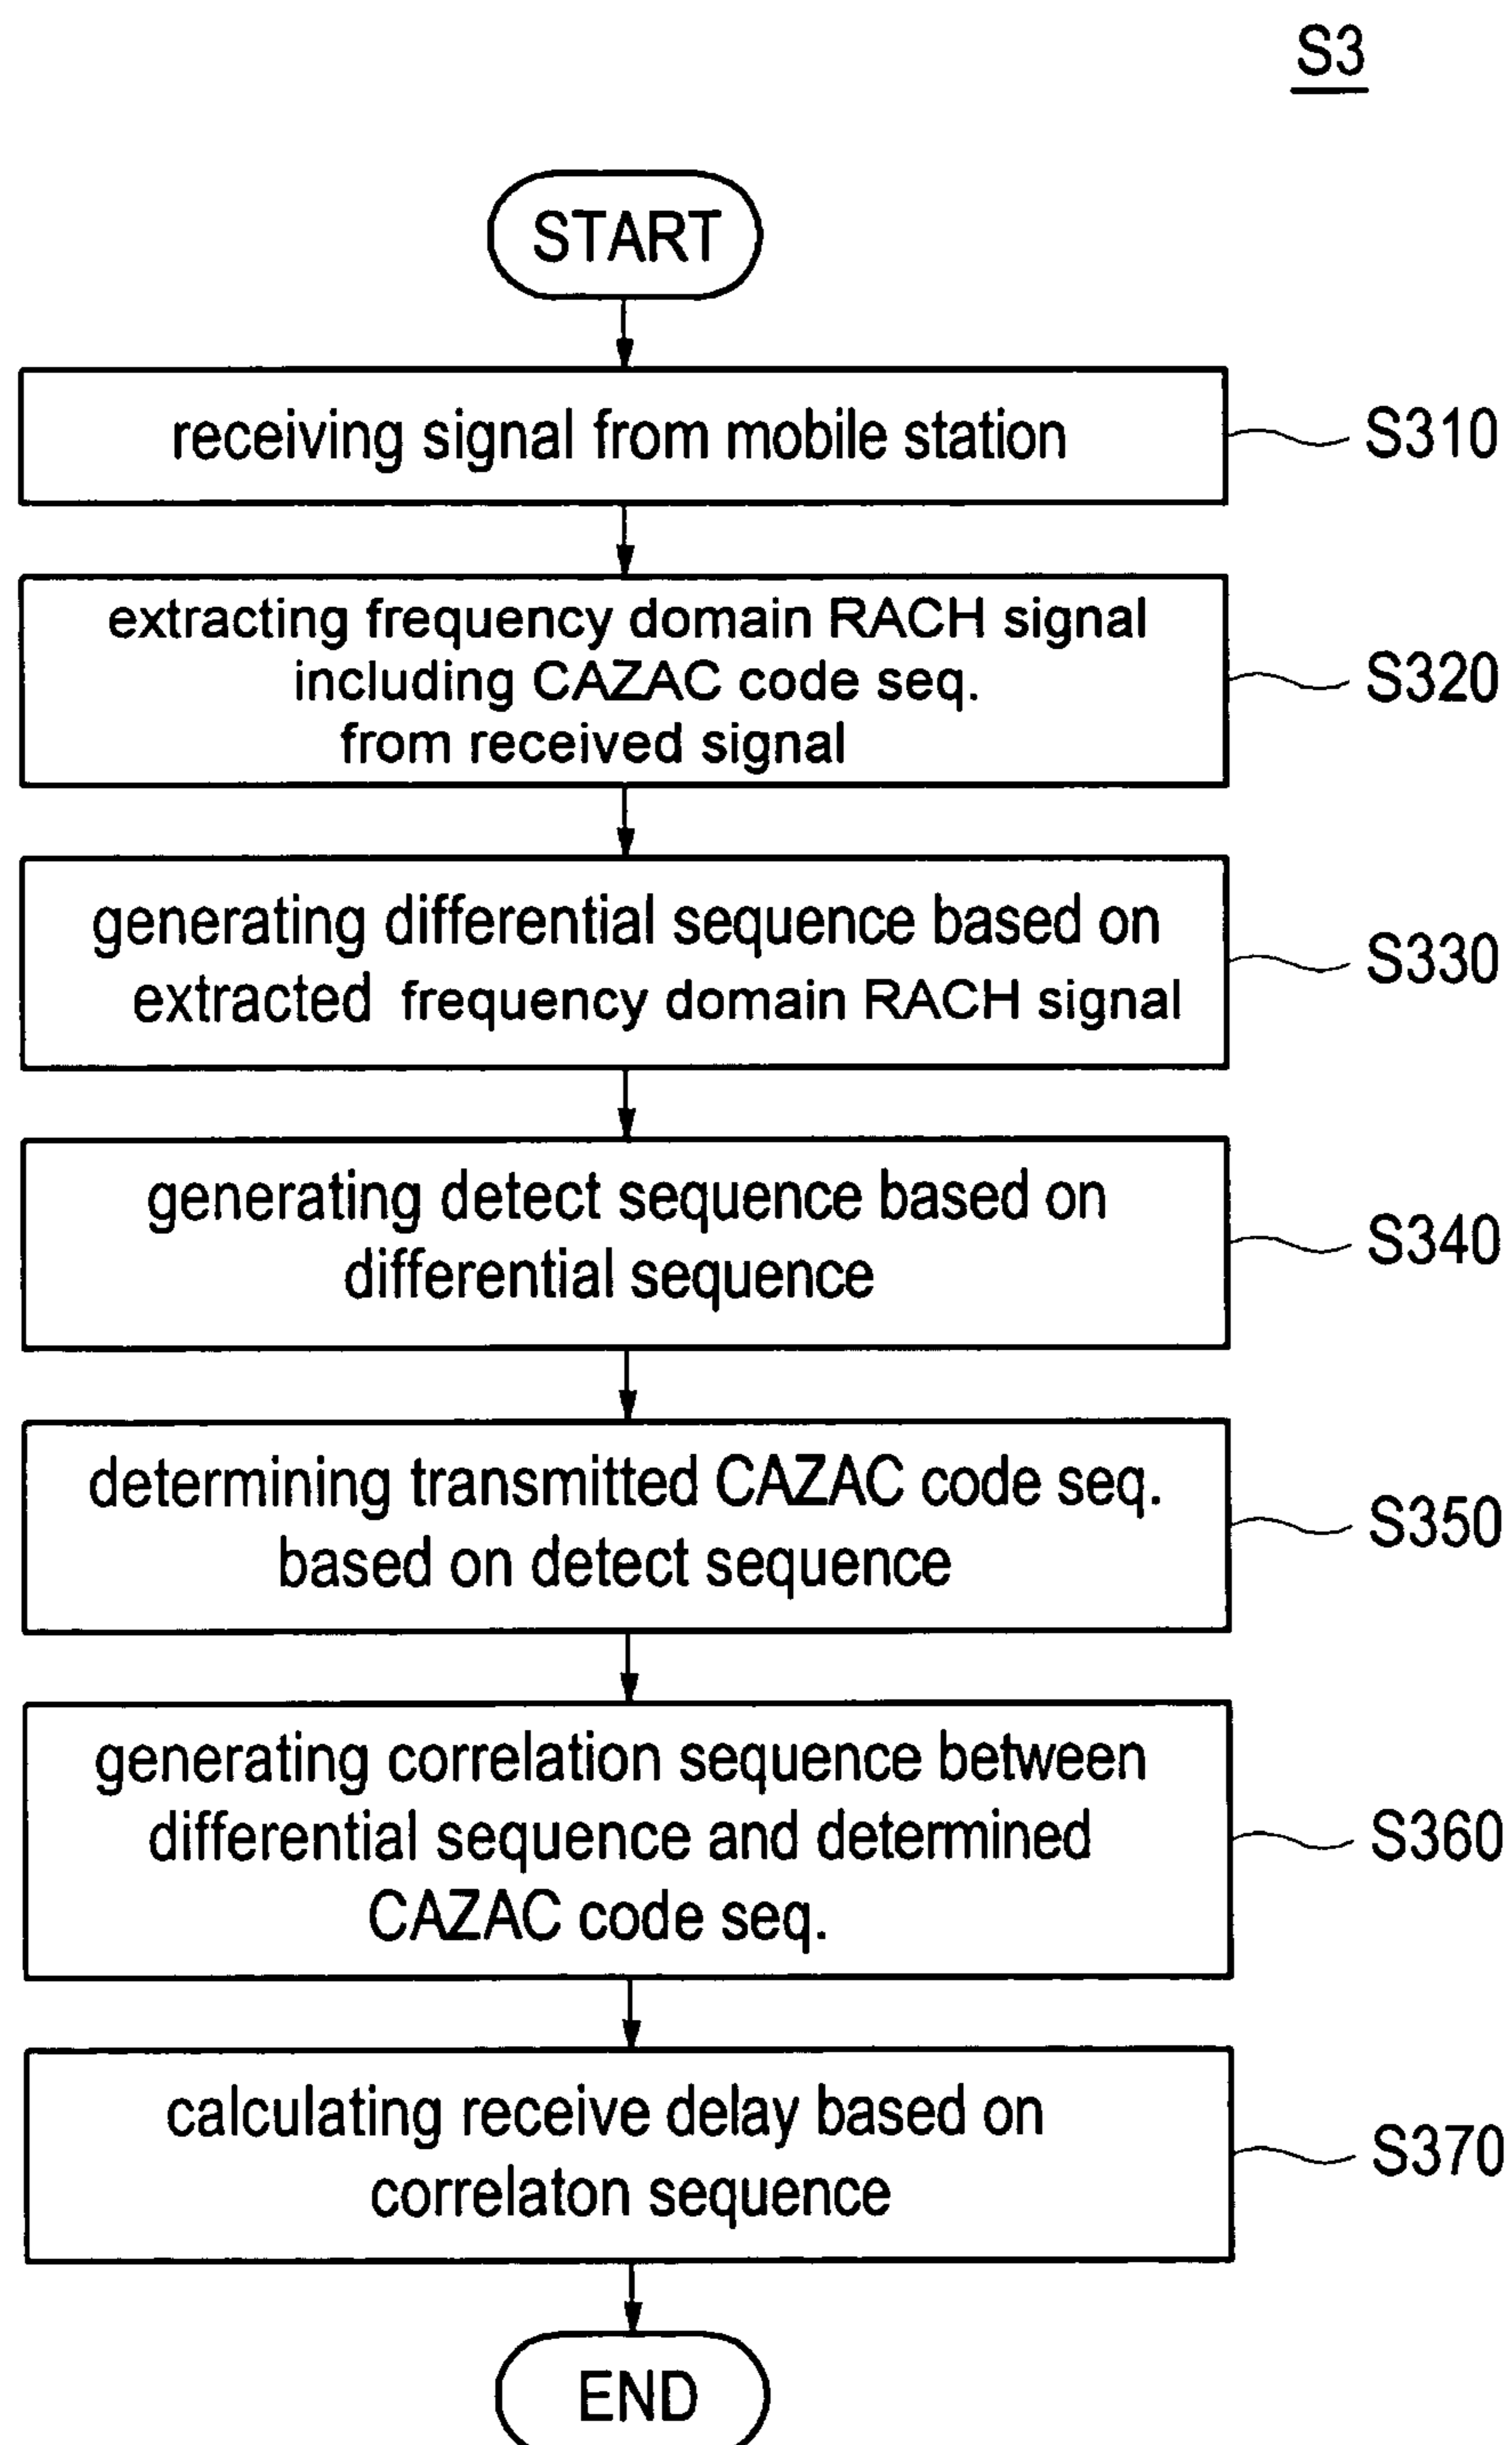 S3
START
receiving signal from mobile station
S310
extracting frequency domain RACH signal
including CAZAC code seq.
from received signal
S320
generating differential sequence based on
extracted frequency domain RACH signal
S330
generating detect sequence based on
differential sequence
S340
determining transmitted CAZAC code seq.
based on detect sequence
S350
generating correlation sequence between
differential sequence and determined
CAZAC code seq.
S360
calculating receive delay based on
correlaton sequence
S370
END